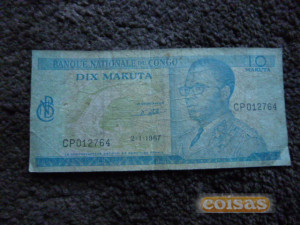 BANQUE NATIONALE DU CONGO
10
MAKUTA
DIX MAKUTA
CP012764
CP012764
2-1-1967
coisas